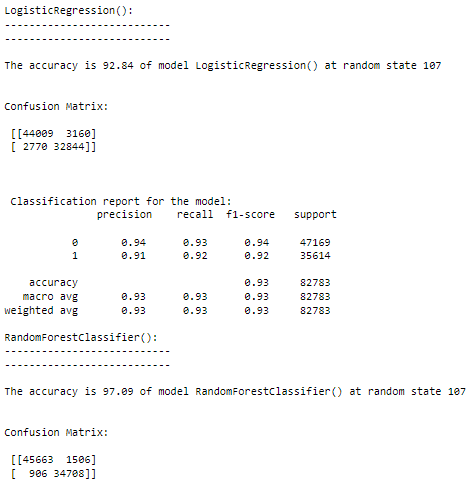 LogisticRegression():
---------------------------
---------------------------
The accuracy is 92.84 of model LogisticRegression() at random state 107
Confusion Matrix:
[[44009  3160]
[ 2770 32844]]
Classification report for the model:
precision    recall  f1-score   support
0       0.94      0.93      0.94     47169
1       0.91      0.92      0.92     35614
accuracy                           0.93     82783
macro avg       0.93      0.93      0.93     82783
weighted avg       0.93      0.93      0.93     82783
RandomForestClassifier():
---------------------------
---------------------------
The accuracy is 97.09 of model RandomForestClassifier() at random state 107
Confusion Matrix:
[[45663  1506]
[  906 34708]]